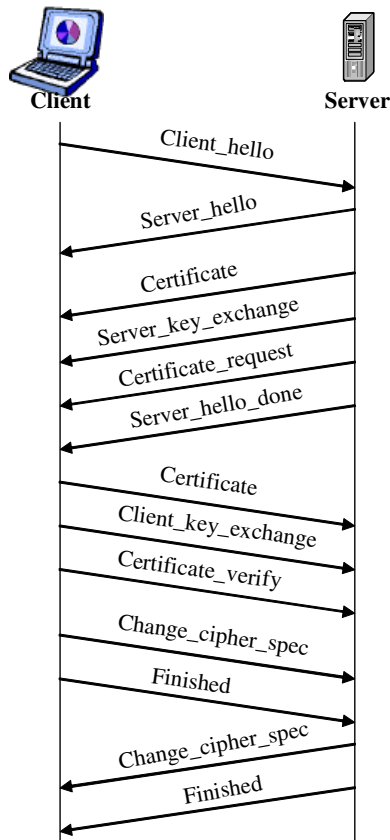 Client Server
Client_hello
Server_hello
Certificate
Server_key_exchange
Certificate_request
Server_hello_done
Certificate
Client_key_exchange
Certificate_verify
Change_cipher_spec
Finished
Change_cipher_spec
Finished